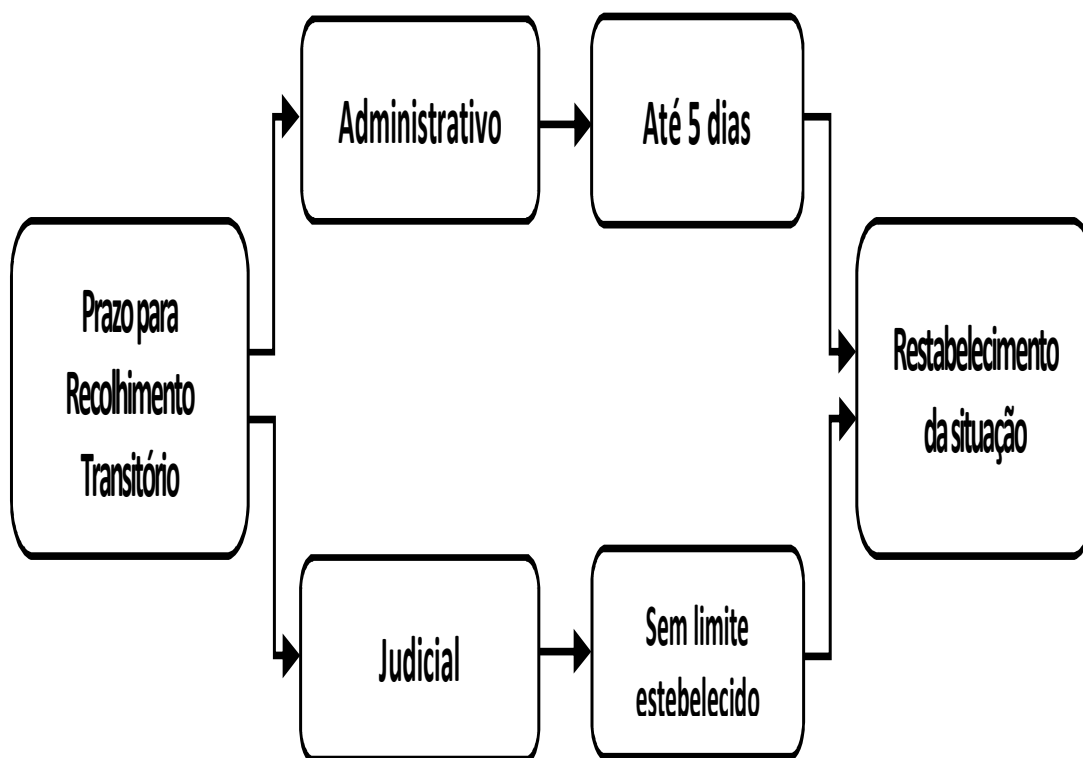 Administrativo
Até 5 dias
Prazo para
Recolhimento
Transitório
Restabelecimento
da situação
Judicial
Sem limite
estebelecido